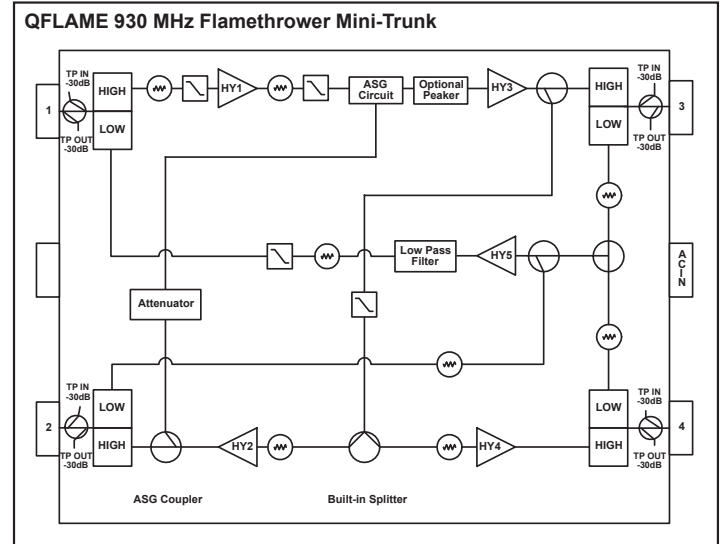 QFLAME 930 MHz Flamethrower Mini-Trunk
TP IN
-30dB
1
TP OUT
-30dB
HIGH
LOW
HY1
ASG
Circuit
Optional
Peaker
HY3
HIGH
LOW
TP IN
-30dB
3
TP OUT
-30dB
Low Pass
Filter
HY5
AC IN
Attenuator
TP IN
-30dB
2
TP OUT
-30dB
LOW
HIGH
HY2
HY4
LOW
HIGH
TP IN
-30dB
4
TP OUT
-30dB
ASG Coupler
Built-in Splitter